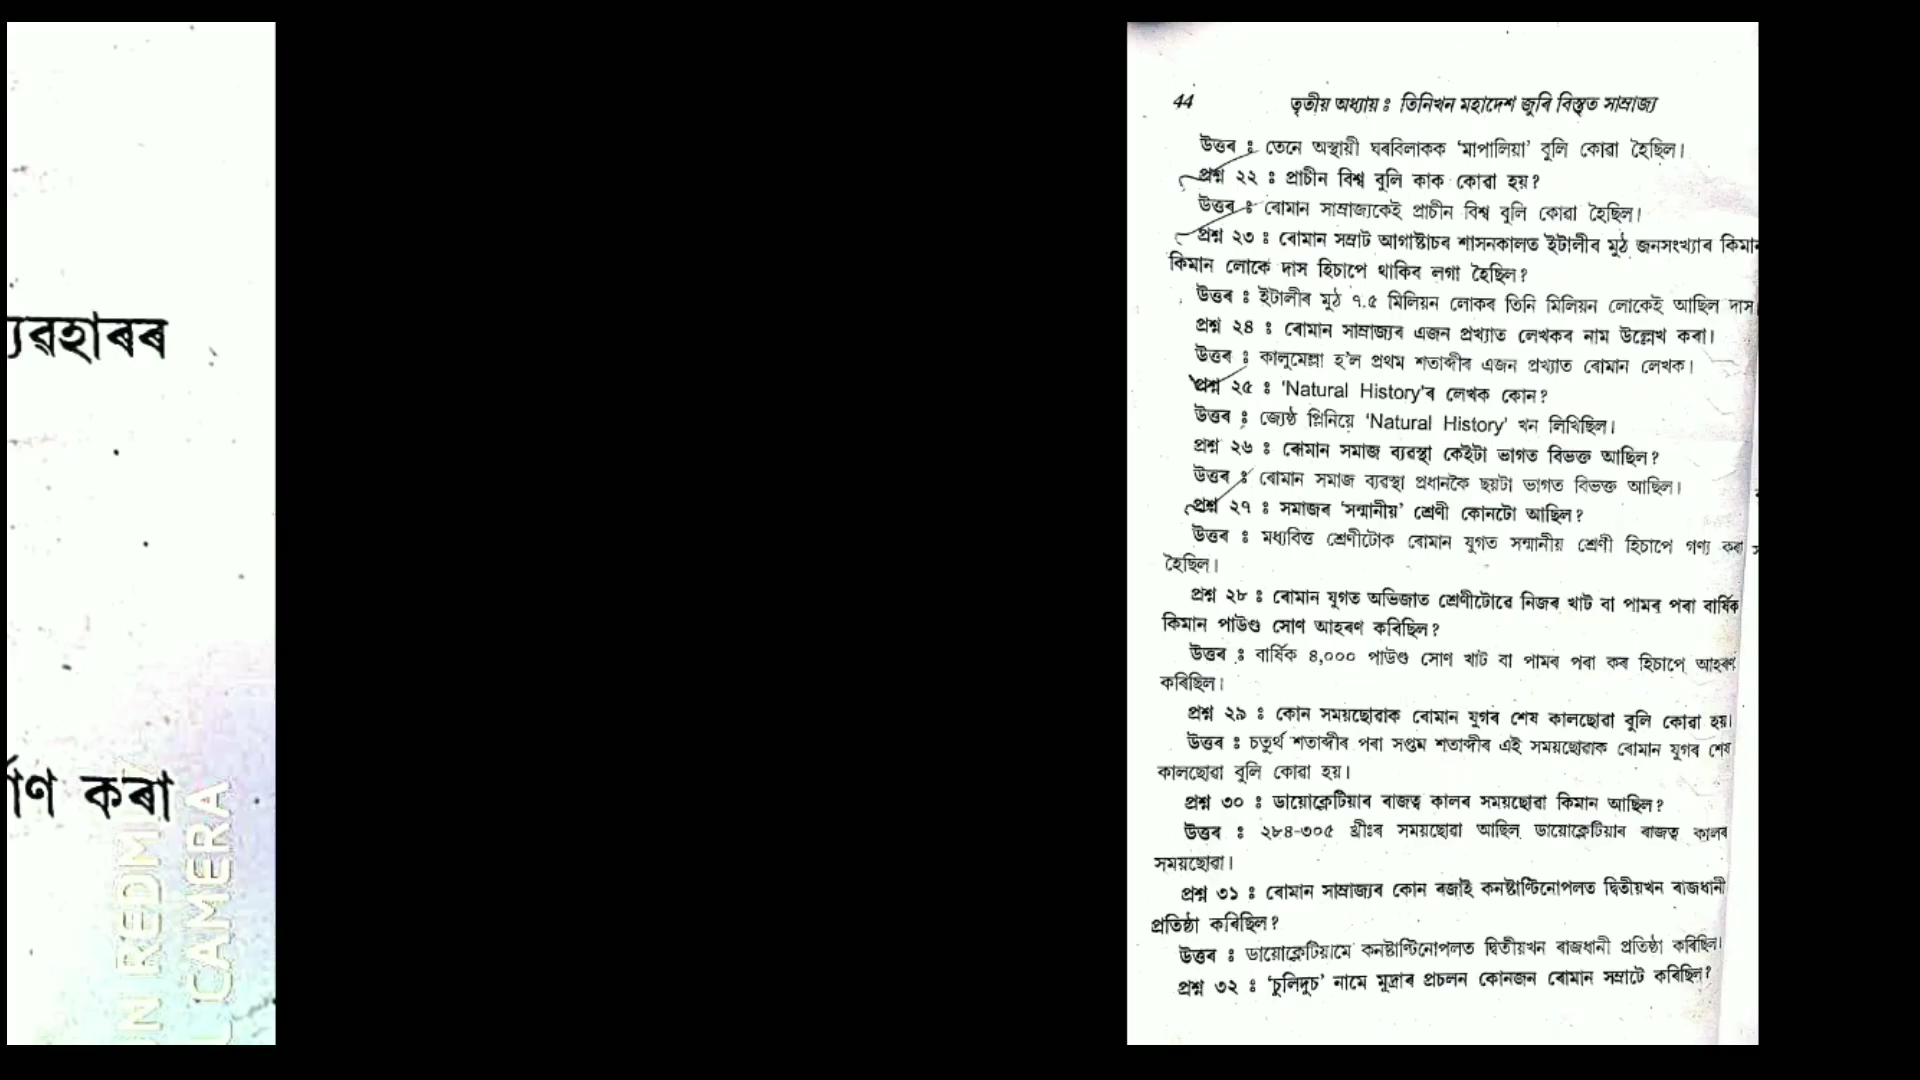 ব্যৱহাৰৰ
ৰ্মাণ কৰা
N REDMI
CAMERA
44 তৃতীয় অধ্যায় ঃ তিনিখন মহাদেশ জুৰি বিস্তৃত সাম্ৰাজ্য
উত্তৰ ঃ তেনে অস্থায়ী ঘৰবিলাকক ‘মাপালিয়া’ বুলি কোৱা হৈছিল।
প্ৰশ্ন ২২ ঃ প্ৰাচীন বিশ্ব বুলি কাক কোৱা হয়?
উত্তৰ ঃ ৰোমান সাম্ৰাজ্যকেই প্ৰাচীন বিশ্ব বুলি কোৱা হৈছিল।
প্ৰশ্ন ২৩ ঃ ৰোমান সম্ৰাট আগাষ্টাচৰ শাসনকালত ইটালীৰ মুঠ জনসংখ্যাৰ কিমান
কিমান লোকে দাস হিচাপে থাকিব লগা হৈছিল?
উত্তৰ ঃ ইটালীৰ মুঠ ৭.৫ মিলিয়ন লোকৰ তিনি মিলিয়ন লোকেই আছিল দাস
প্ৰশ্ন ২৪ ঃ ৰোমান সাম্ৰাজ্যৰ এজন প্ৰখ্যাত লেখকৰ নাম উল্লেখ কৰা।
উত্তৰ ঃ কালুমেল্লা হ'ল প্ৰথম শতাব্দীৰ এজন প্ৰখ্যাত ৰোমান লেখক।
প্ৰশ্ন ২৫ ঃ ‘Natural History’ৰ লেখক কোন?
উত্তৰ ঃ জ্যেষ্ঠ প্লিনিয়ে ‘Natural History’ খন লিখিছিল।
প্ৰশ্ন ২৬ ঃ ৰোমান সমাজ ব্যৱস্থা কেইটা ভাগত বিভক্ত আছিল?
উত্তৰ ঃ ৰোমান সমাজ ব্যৱস্থা প্ৰধানকৈ ছয়টা ভাগত বিভক্ত আছিল।
প্ৰশ্ন ২৭ ঃ সমাজৰ ‘সন্মানীয়’ শ্ৰেণী কোনটো আছিল?
উত্তৰ ঃ মধ্যবিত্ত শ্ৰেণীটোক ৰোমান যুগত সন্মানীয় শ্ৰেণী হিচাপে গণ্য কৰা
হৈছিল।
প্ৰশ্ন ২৮ ঃ ৰোমান যুগত অভিজাত শ্ৰেণীটোৱে নিজৰ খাট বা পামৰ পৰা বাৰ্ষিক
কিমান পাউণ্ড সোণ আহৰণ কৰিছিল?
উত্তৰ ঃ বাৰ্ষিক ৪,০০০ পাউণ্ড সোণ খাট বা পামৰ পৰা কৰ হিচাপে আহৰণ
কৰিছিল।
প্ৰশ্ন ২৯ ঃ কোন সময়ছোৱাক ৰোমান যুগৰ শেষ কালছোৱা বুলি কোৱা হয়।
উত্তৰ ঃ চতুৰ্থ শতাব্দীৰ পৰা সপ্তম শতাব্দীৰ এই সময়ছোৱাক ৰোমান যুগৰ শেষ
কালছোৱা বুলি কোৱা হয়।
প্ৰশ্ন ৩০ ঃ ডায়োক্লেটিয়াৰ ৰাজত্ব কালৰ সময়ছোৱা কিমান আছিল?
উত্তৰ ঃ ২৮৪-৩০৫ খ্ৰীঃৰ সময়ছোৱা আছিল ডায়োক্লেটিয়াৰ ৰাজত্ব কালৰ
সময়ছোৱা।
প্ৰশ্ন ৩১ ঃ ৰোমান সাম্ৰাজ্যৰ কোন ৰজাই কনষ্টাণ্টিনোপলত দ্বিতীয়খন ৰাজধানী
প্ৰতিষ্ঠা কৰিছিল?
উত্তৰ ঃ ডায়োক্লেটিয়ামে কনষ্টাণ্টিনোপলত দ্বিতীয়খন ৰাজধানী প্ৰতিষ্ঠা কৰিছিল।
প্ৰশ্ন ৩২ ঃ ‘চুলিদুচ’ নামে মূদ্ৰাৰ প্ৰচলন কোনজন ৰোমান সম্ৰাটে কৰিছিল?